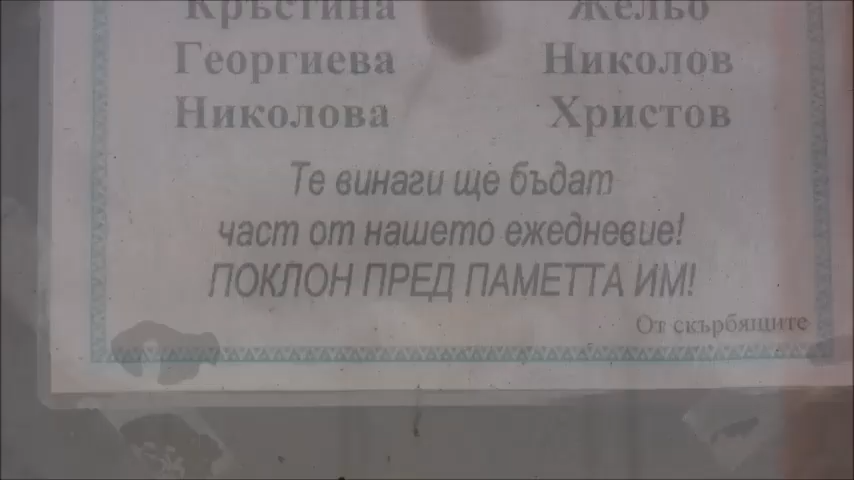 Кръстина Жельо
Георгиева Николов
Николова Христов
Те винаги ще бъдат
част от нашето ежедневие!
ПОКЛОН ПРЕД ПАМЕТТА ИМ!
От скърбящите